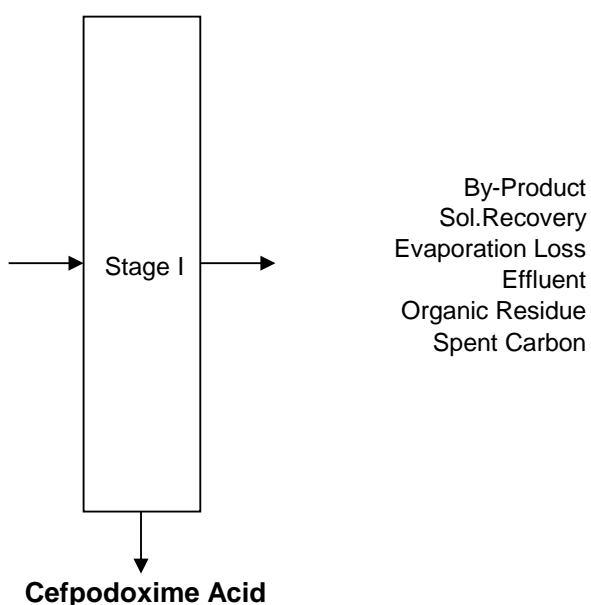 Stage I
By-Product
Sol.Recovery
Evaporation Loss
Effluent
Organic Residue
Spent Carbon
Cefpodoxime Acid